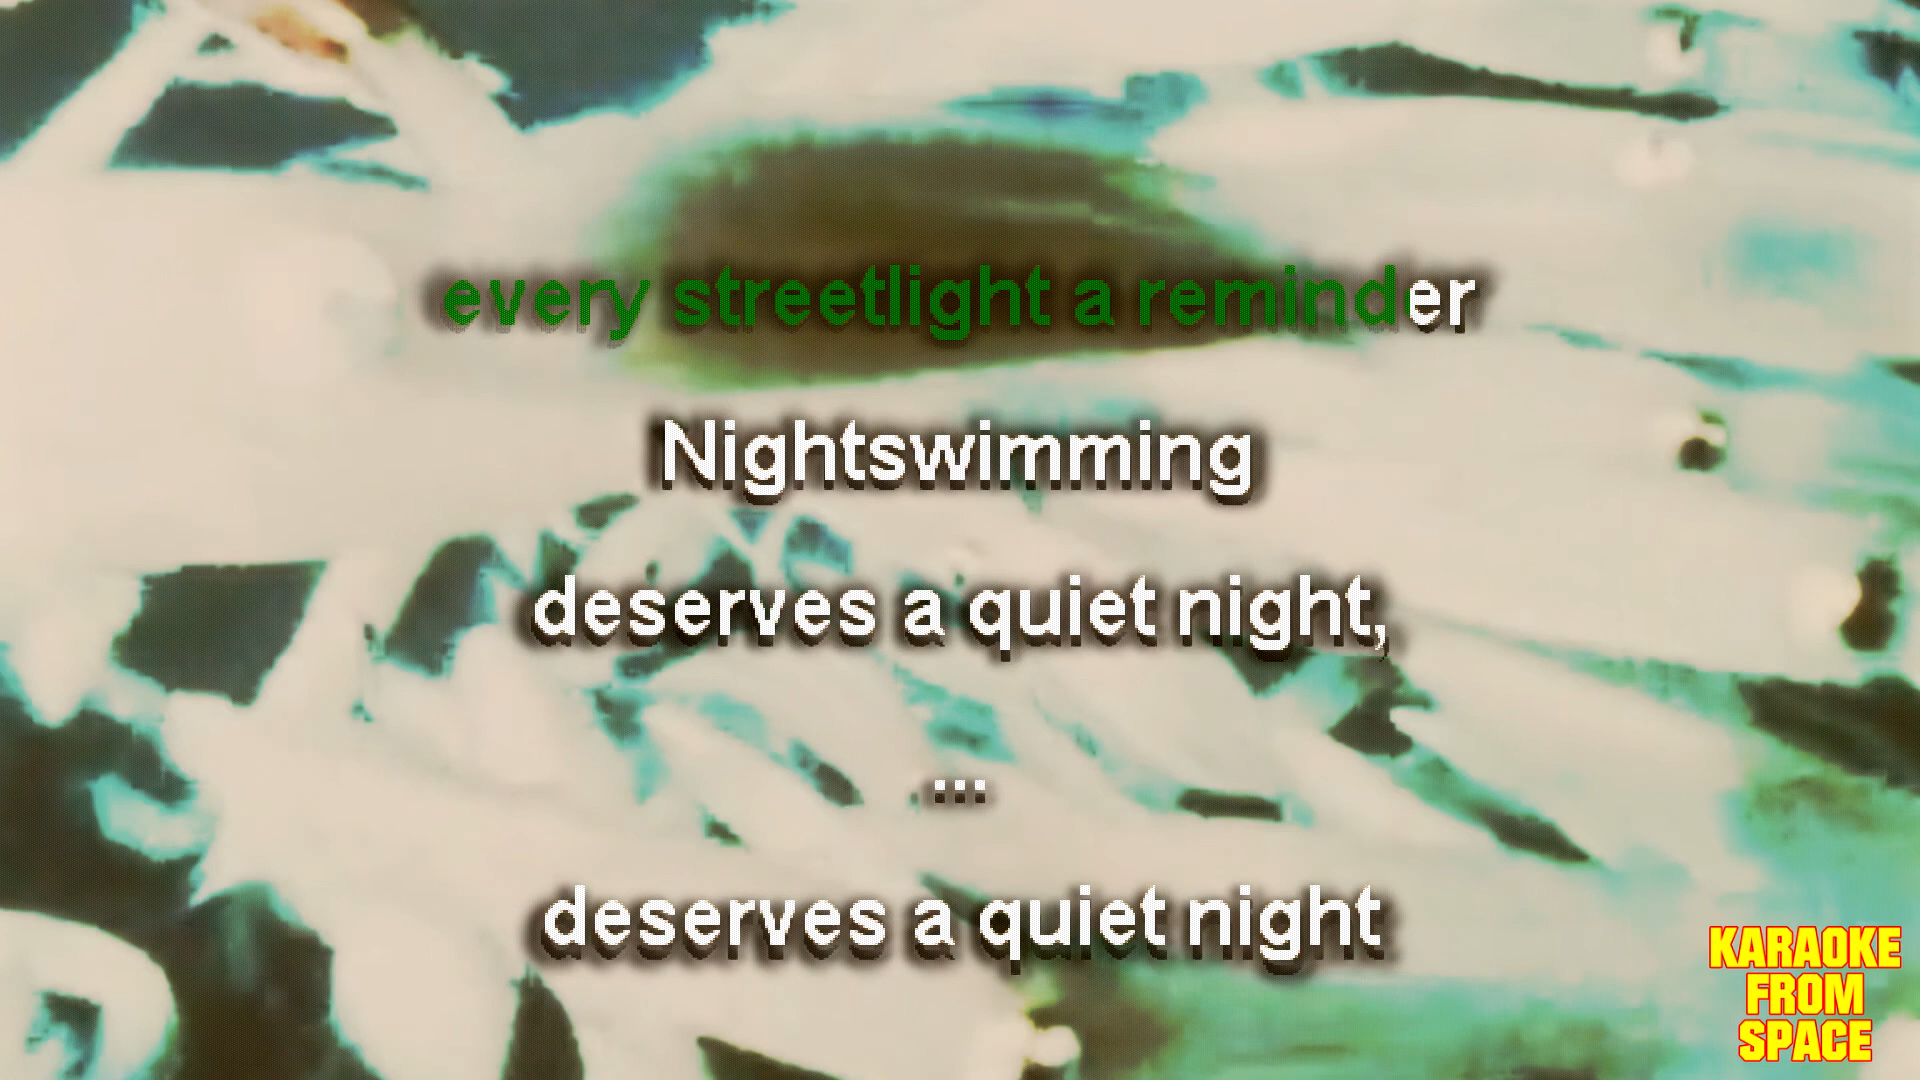 every streetlight a reminder
Nightswimming
deserves a quiet night,
...
deserves a quiet night
KARAOKE
FROM
SPACE